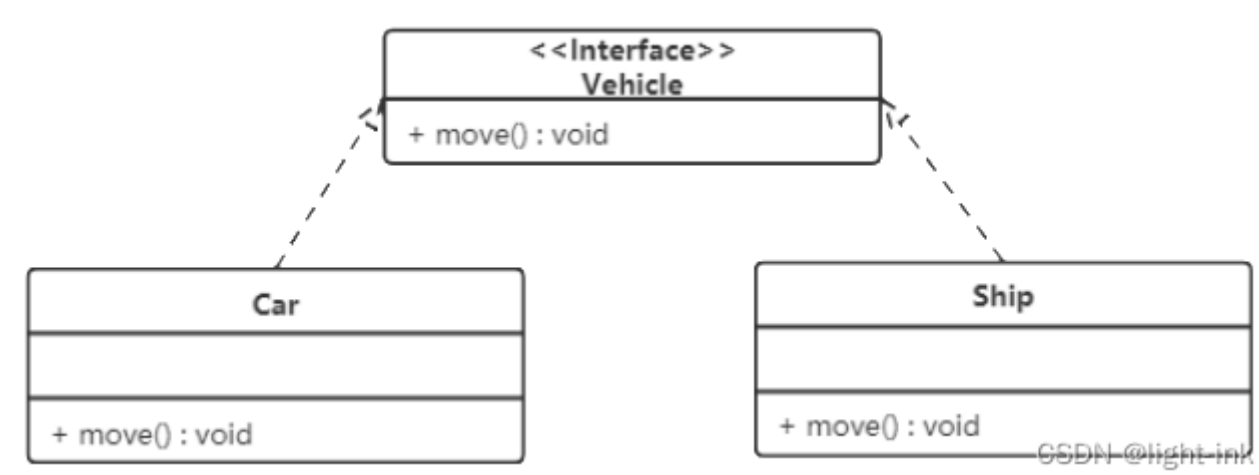 <<Interface>>
Vehicle
+ move() : void
Car
+ move() : void
Ship
+ move() : void
CSDN @light-ink